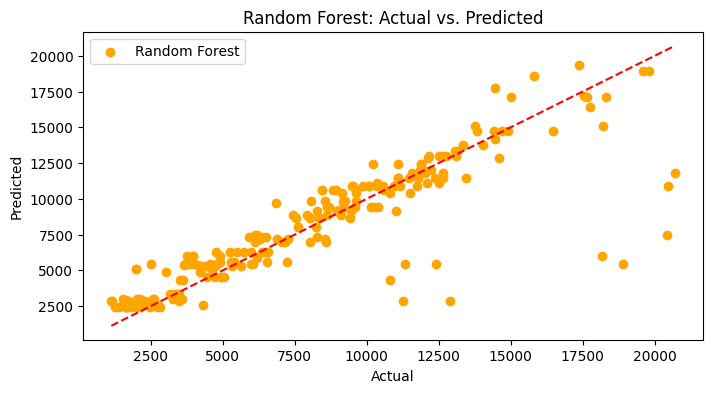 Random Forest: Actual vs. Predicted
Random Forest
20000
17500
15000
12500
10000
7500
5000
2500
Predicted
2500 5000 7500 10000 12500 15000 17500 20000
Actual